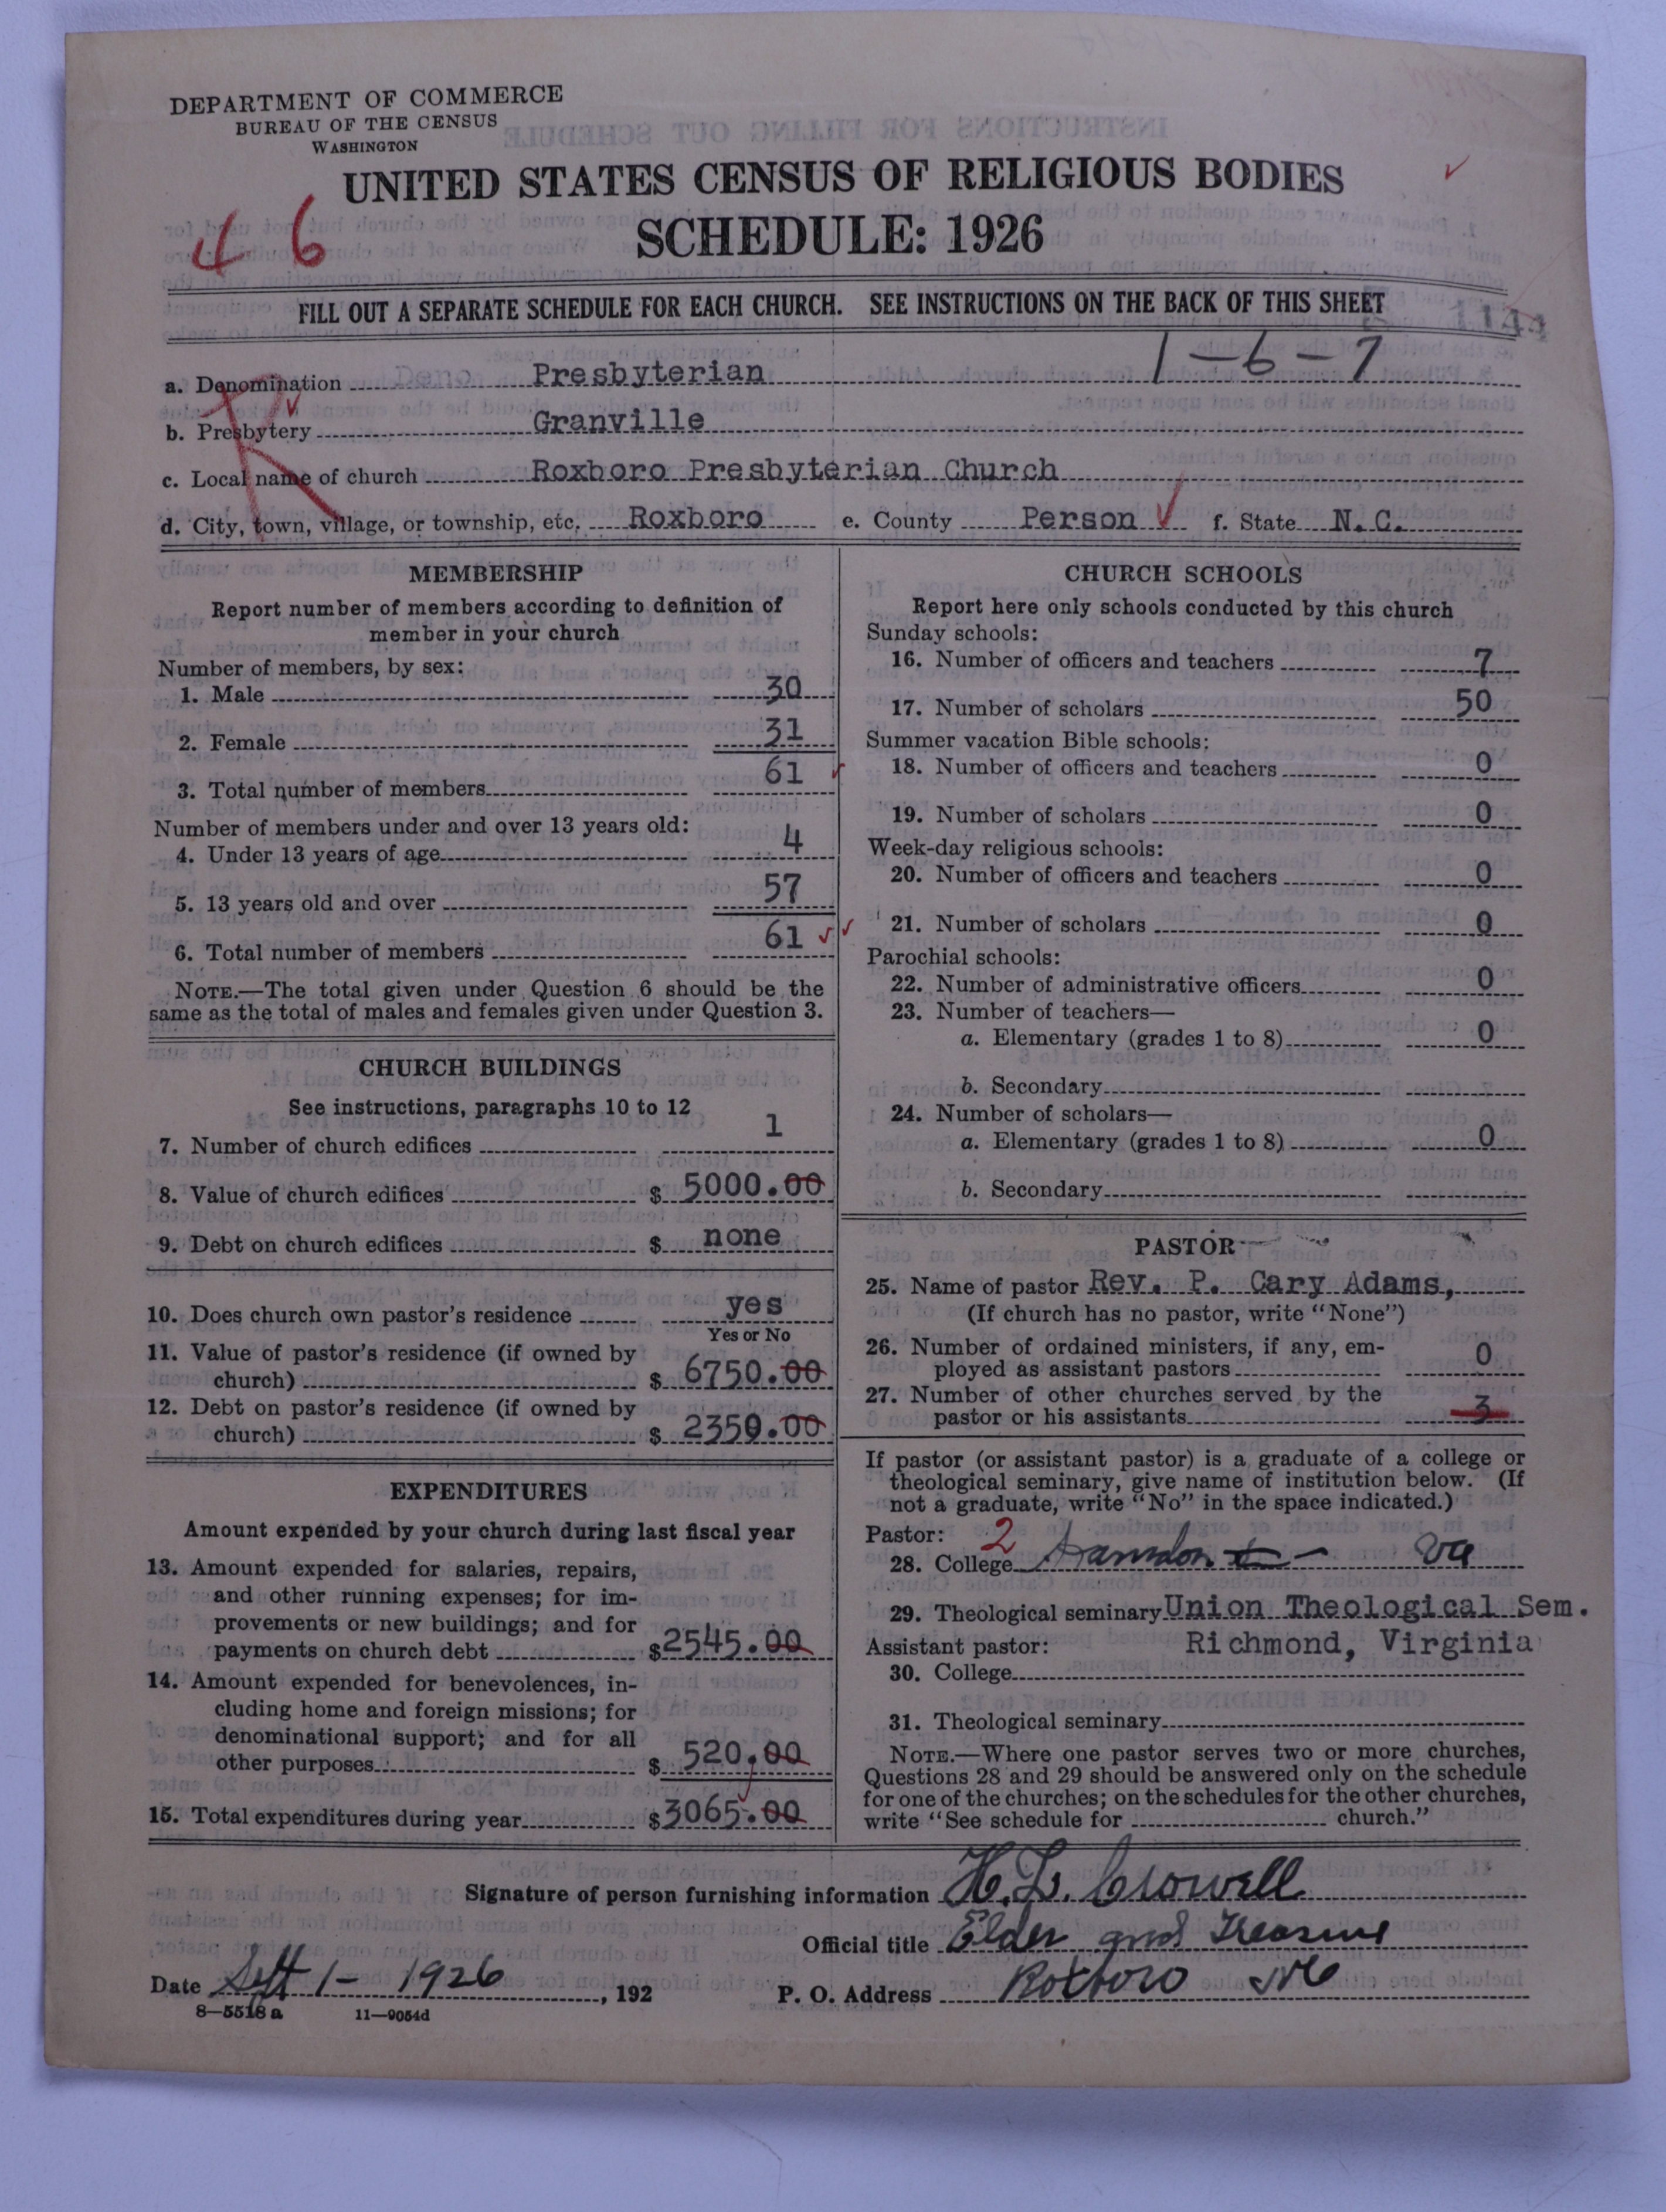 DEPARTMENT OF COMMERCE
BUREAU OF THE CENSUS
WASHINGTON
UNITED STATES CENSUS OF RELIGIOUS BODIES
SCHEDULE: 1926
46
FILL OUT A SEPARATE SCHEDULE FOR EACH CHURCH. SEE INSTRUCTIONS ON THE BACK OF THIS SHEET
1144
1-6-7
a. Denomination Deno Presbyterian
b. Presbytery Granville
c. Local name of church Roxboro Presbyterian Church
d. City, town, village, or township, etc. Roxboro e. County Person f. State N. C.
MEMBERSHIP
Report number of members according to definition of
member in your church
Number of members, by sex:
1. Male 30
2. Female 31
3. Total number of members 61
Number of members under and over 13 years old:
4. Under 13 years of age 4
5. 13 years old and over 57
6. Total number of members 61
NOTE.—The total given under Question 6 should be the
same as the total of males and females given under Question 3.
CHURCH BUILDINGS
See instructions, paragraphs 10 to 12
7. Number of church edifices 1
8. Value of church edifices $ 5000.00
9. Debt on church edifices $ none
10. Does church own pastor's residence yes
Yes or No
11. Value of pastor's residence (if owned by
church) $ 6750.00
12. Debt on pastor's residence (if owned by
church) $ 2350.00
EXPENDITURES
Amount expended by your church during last fiscal year
13. Amount expended for salaries, repairs,
and other running expenses; for im-
provements or new buildings; and for
payments on church debt $ 2545.00
14. Amount expended for benevolences, in-
cluding home and foreign missions; for
denominational support; and for all
other purposes $ 520.00
15. Total expenditures during year $ 3065.00
CHURCH SCHOOLS
Report here only schools conducted by this church
Sunday schools:
16. Number of officers and teachers 7
17. Number of scholars 50
Summer vacation Bible schools:
18. Number of officers and teachers 0
19. Number of scholars 0
Week-day religious schools:
20. Number of officers and teachers 0
21. Number of scholars 0
Parochial schools:
22. Number of administrative officers 0
23. Number of teachers—
a. Elementary (grades 1 to 8) 0
b. Secondary
24. Number of scholars—
a. Elementary (grades 1 to 8) 0
b. Secondary
PASTOR
25. Name of pastor Rev. P. Cary Adams,
(If church has no pastor, write "None")
26. Number of ordained ministers, if any, em-
ployed as assistant pastors 0
27. Number of other churches served by the
pastor or his assistants 3
If pastor (or assistant pastor) is a graduate of a college or
theological seminary, give name of institution below. (If
not a graduate, write "No" in the space indicated.)
Pastor: 2
28. College Va
29. Theological seminary Union Theological Sem.
Assistant pastor: Richmond, Virginia
30. College
31. Theological seminary
NOTE.—Where one pastor serves two or more churches,
Questions 28 and 29 should be answered only on the schedule
for one of the churches; on the schedules for the other churches,
write "See schedule for church."
Signature of person furnishing information H. L. Crowell
Official title Elder and Treasurer
Date Sept 1- 1926, 192 P. O. Address Roxboro NC
8—5518 a 11—9054d